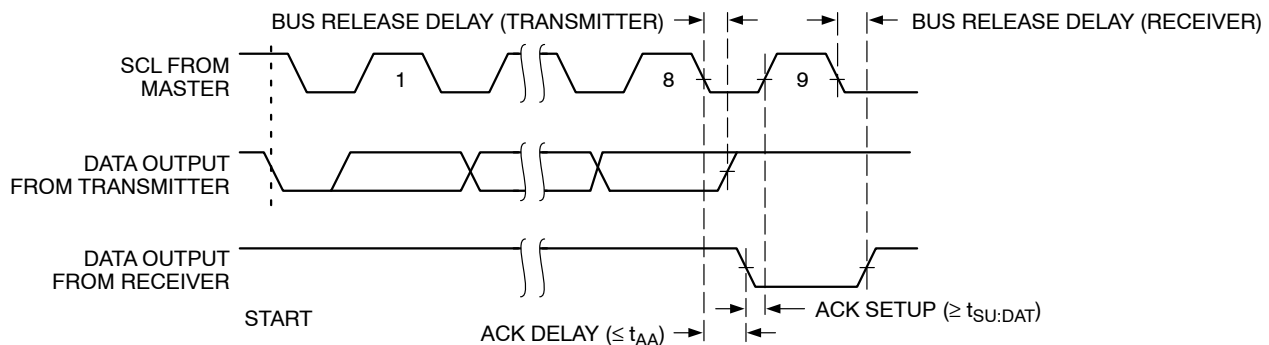 BUS RELEASE DELAY (TRANSMITTER)
BUS RELEASE DELAY (RECEIVER)
SCL FROM
MASTER
1
8
9
DATA OUTPUT
FROM TRANSMITTER
DATA OUTPUT
FROM RECEIVER
START
ACK SETUP (≥ tSU:DAT)
ACK DELAY (≤ tAA)